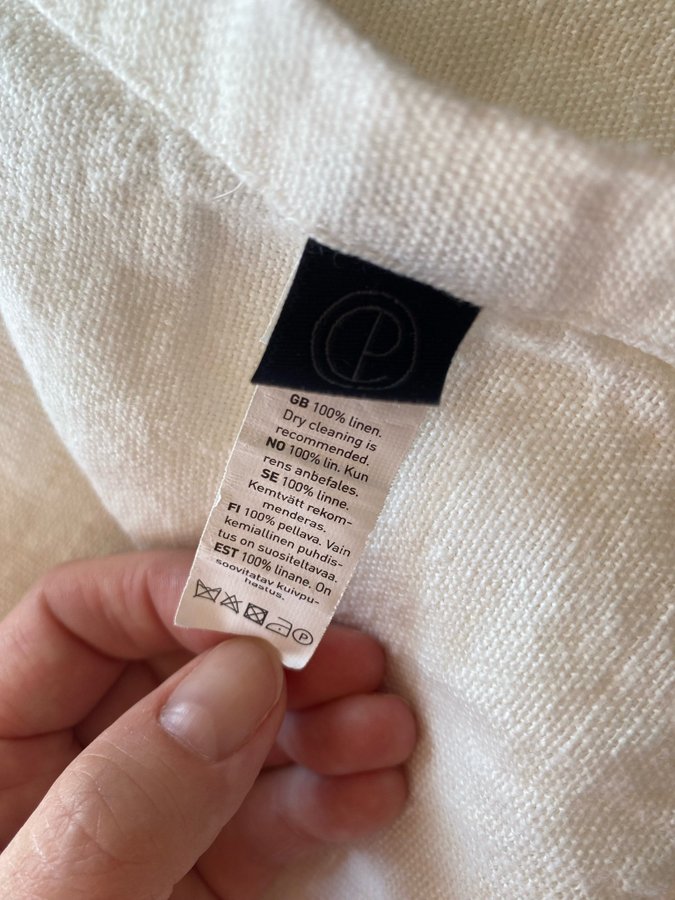 GB 100% linen.
Dry cleaning is
recommended.
NO 100% lin. Kun
rens anbefales.
SE 100% linne.
Kemtvätt rekom-
menderas.
FI 100% pellava. Vain
kemiallinen puhdis-
tus on suositeltavaa.
EST 100% linane. On
soovitatav kuivpu-
hastus.
P